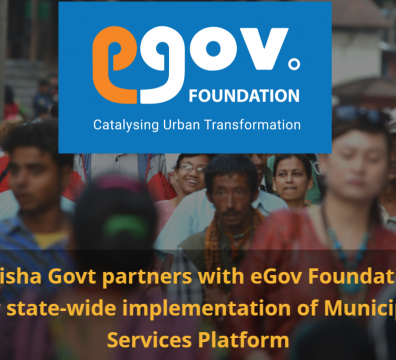 egov.
FOUNDATION
Catalysing Urban Transformation
isha Govt partners with eGov Foundat
state-wide implementation of Municip
Services Platform